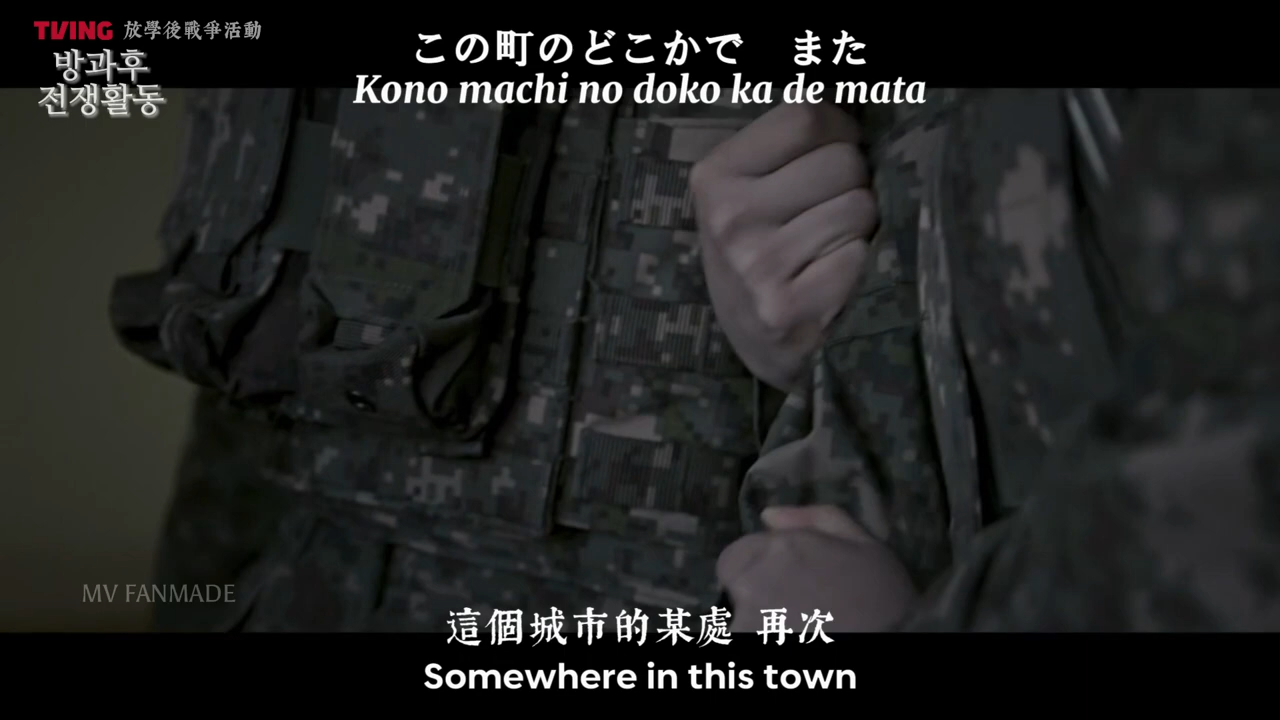 TVING 放學後戰爭活動
방과후
전쟁활동
この町のどこかで　また
Kono machi no doko ka de mata
MV FANMADE
這個城市的某處 再次
Somewhere in this town